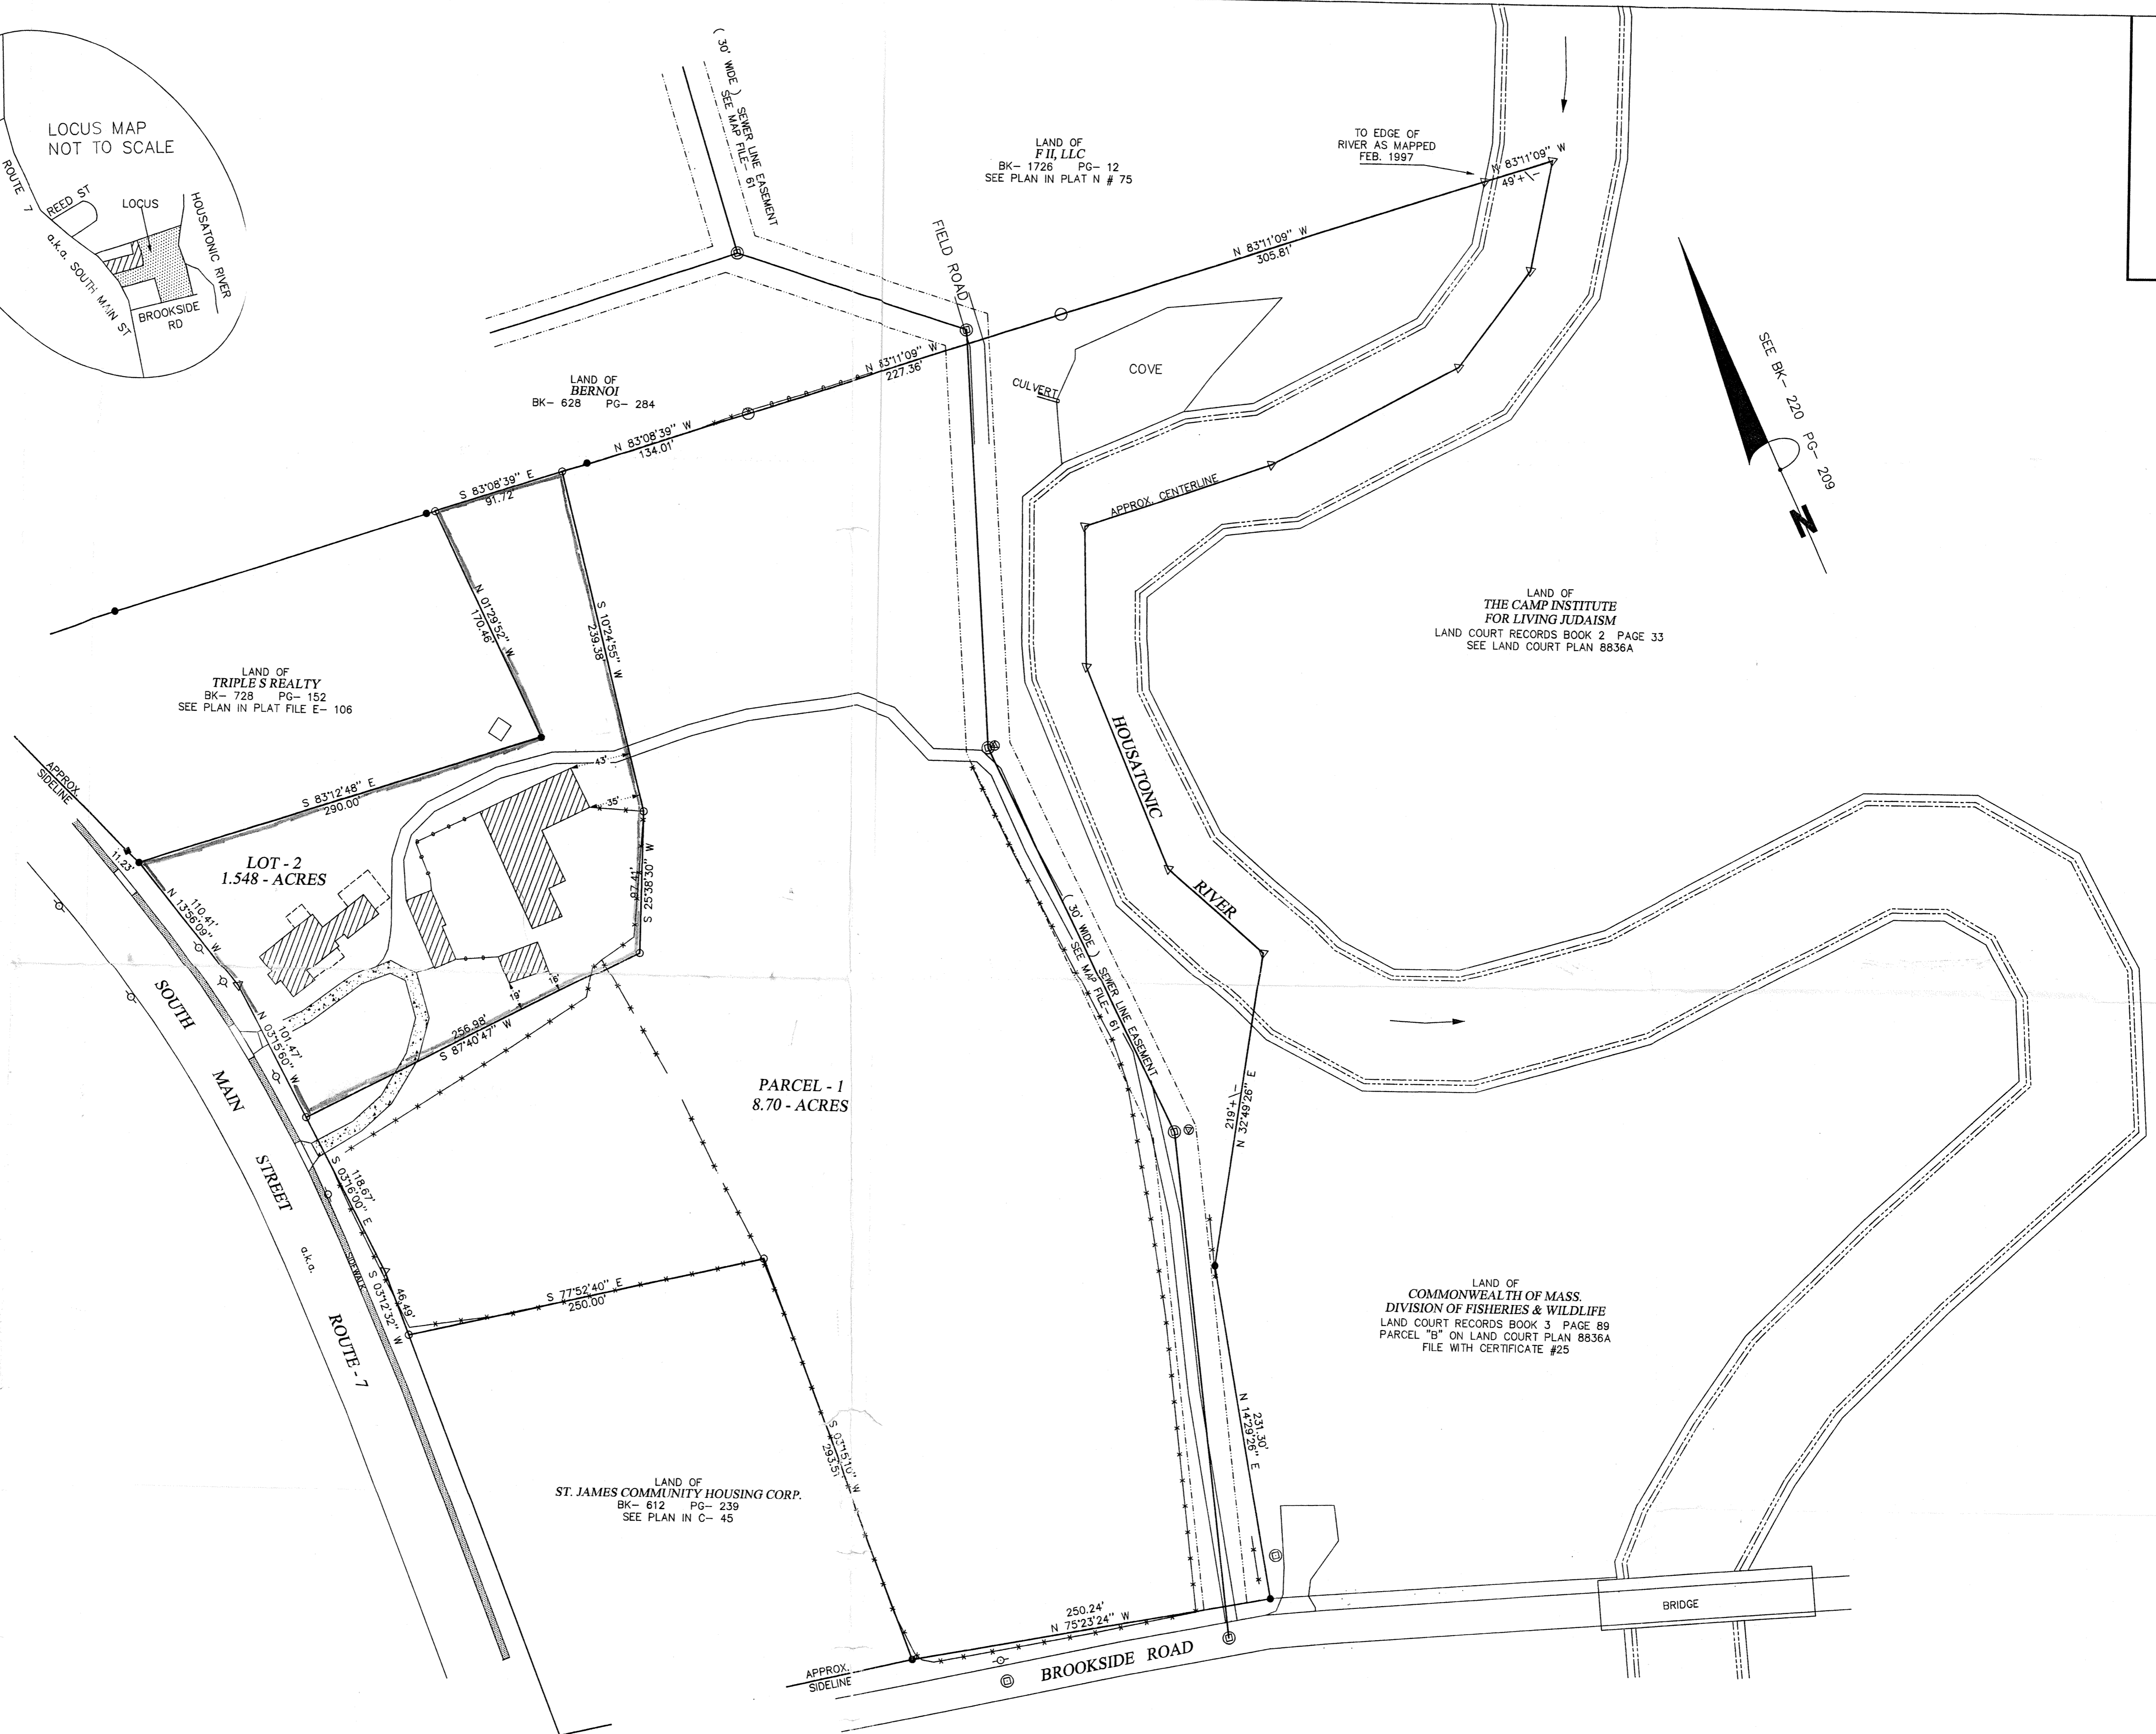 LOCUS MAP
NOT TO SCALE
ROUTE 7
REED ST
LOCUS
HOUSATONIC RIVER
a.k.a. SOUTH MAIN ST
BROOKSIDE
RD
( 30' WIDE ) SEWER LINE EASEMENT
SEE MAP FILE- 61
LAND OF
F II, LLC
BK- 1726 PG- 12
SEE PLAN IN PLAT N # 75
TO EDGE OF
RIVER AS MAPPED
FEB. 1997
N 83°11'09" W
49'+\-
N 83°11'09" W
305.81'
FIELD ROAD
SEE BK- 220 PG- 209
N
COVE
CULVERT
N 83°11'09" W
227.36'
LAND OF
BERNOI
BK- 628 PG- 284
N 83°08'39" W
134.01'
S 83°08'39" E
91.72'
APPROX. CENTERLINE
N 01°29'52" W
170.46'
S 10°24'55" W
239.38'
LAND OF
THE CAMP INSTITUTE
FOR LIVING JUDAISM
LAND COURT RECORDS BOOK 2 PAGE 33
SEE LAND COURT PLAN 8836A
LAND OF
TRIPLE S REALTY
BK- 728 PG- 152
SEE PLAN IN PLAT FILE E- 106
HOUSATONIC
RIVER
APPROX.
SIDELINE
S 83°12'48" E
290.00'
43'
35'
11.23'
LOT - 2
1.548 - ACRES
110.41'
N 13°56'09" W
97.41'
S 25°38'30" W
( 30' WIDE ) SEWER LINE EASEMENT
SEE MAP FILE- 61
19'
16'
256.98'
S 87°40'47" W
101.47'
N 03°15'60" W
SOUTH
MAIN
STREET
a.k.a.
ROUTE - 7
PARCEL - 1
8.70 - ACRES
219'+\-
N 32°49'26" E
118.67'
S 03°16'00" E
SIDEWALK
46.49'
S 03°12'32" W
S 77°52'40" E
250.00'
LAND OF
COMMONWEALTH OF MASS.
DIVISION OF FISHERIES & WILDLIFE
LAND COURT RECORDS BOOK 3 PAGE 89
PARCEL "B" ON LAND COURT PLAN 8836A
FILE WITH CERTIFICATE #25
231.30'
N 14°29'26" E
S 03°15'10" W
293.51'
LAND OF
ST. JAMES COMMUNITY HOUSING CORP.
BK- 612 PG- 239
SEE PLAN IN C- 45
250.24'
N 75°23'24" W
BRIDGE
APPROX.
SIDELINE
BROOKSIDE ROAD